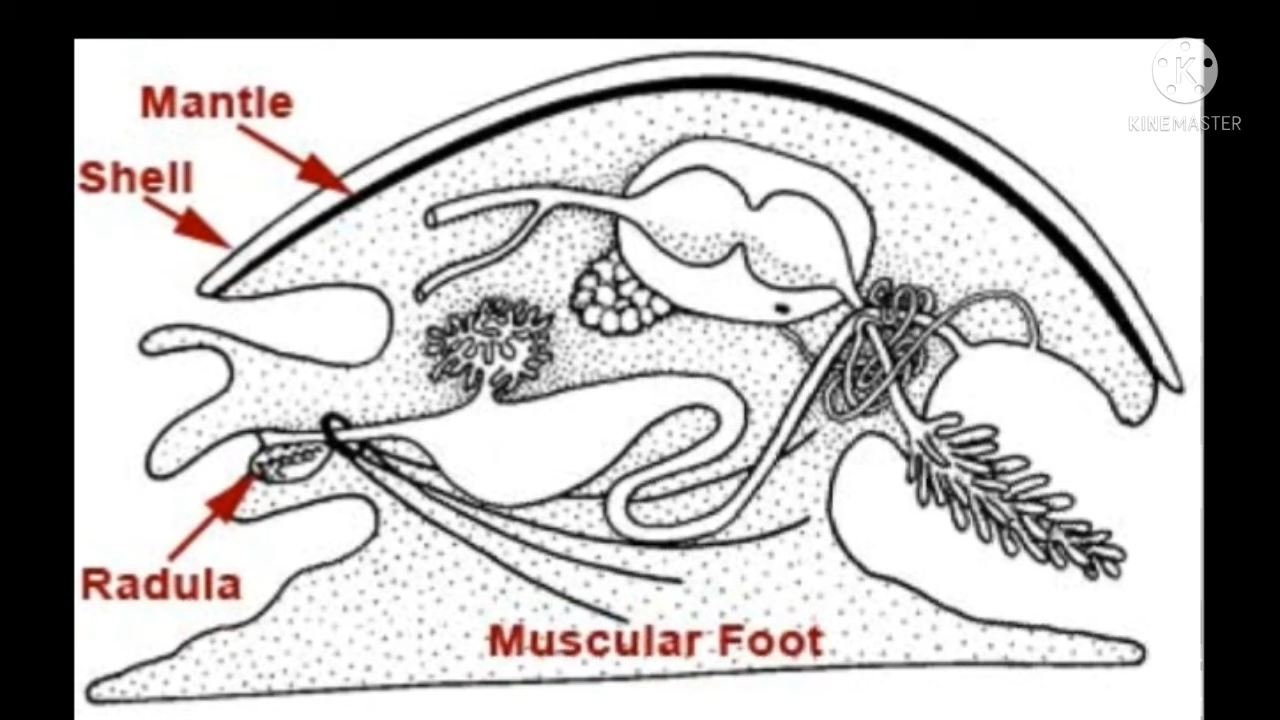 Mantle
Shell
Radula
Muscular Foot
K
KINEMASTER